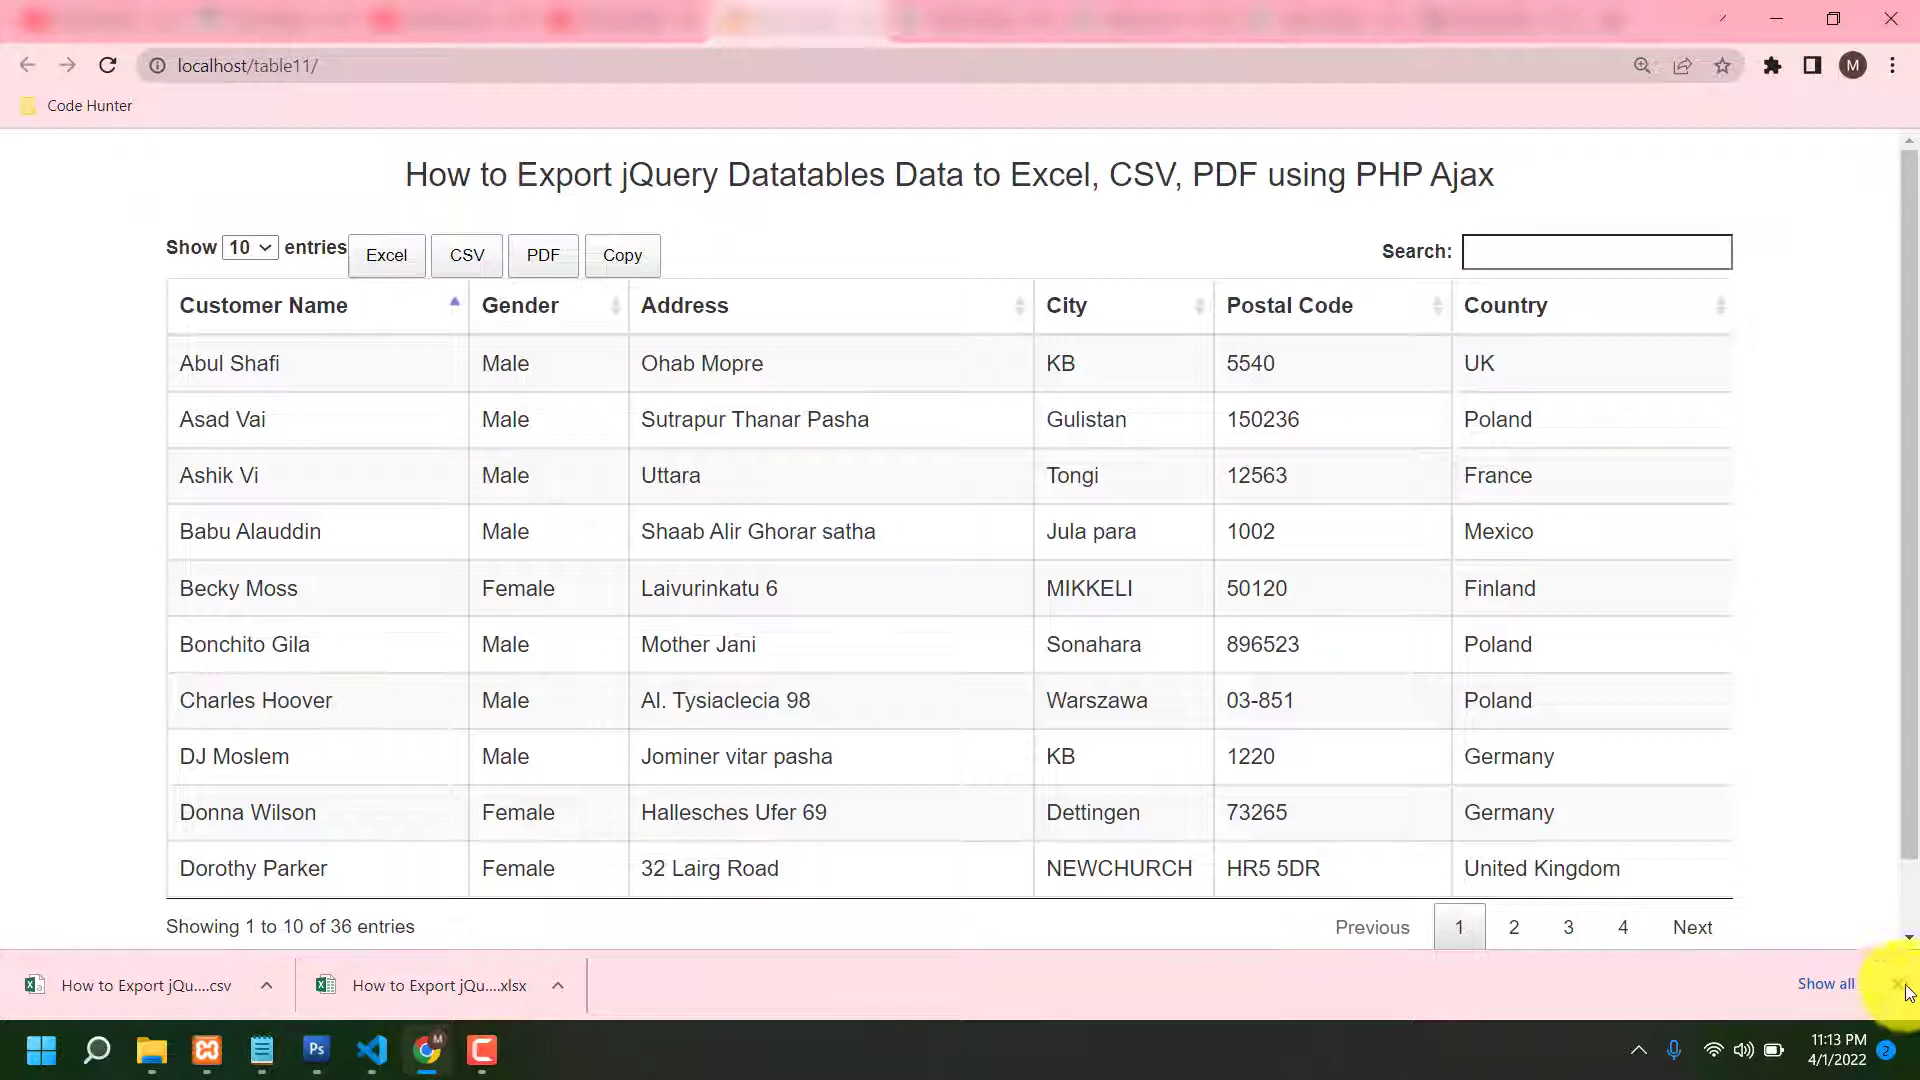 localhost/table11/
M
Code Hunter
How to Export jQuery Datatables Data to Excel, CSV, PDF using PHP Ajax
Show 10 entries Excel CSV PDF Copy Search:
Customer Name Gender Address City Postal Code Country
Abul Shafi Male Ohab Mopre KB 5540 UK
Asad Vai Male Sutrapur Thanar Pasha Gulistan 150236 Poland
Ashik Vi Male Uttara Tongi 12563 France
Babu Alauddin Male Shaab Alir Ghorar satha Jula para 1002 Mexico
Becky Moss Female Laivurinkatu 6 MIKKELI 50120 Finland
Bonchito Gila Male Mother Jani Sonahara 896523 Poland
Charles Hoover Male Al. Tysiaclecia 98 Warszawa 03-851 Poland
DJ Moslem Male Jominer vitar pasha KB 1220 Germany
Donna Wilson Female Hallesches Ufer 69 Dettingen 73265 Germany
Dorothy Parker Female 32 Lairg Road NEWCHURCH HR5 5DR United Kingdom
Showing 1 to 10 of 36 entries Previous 1 2 3 4 Next
How to Export jQu....csv How to Export jQu....xlsx Show all
Ps M 11:13 PM
4/1/2022 2